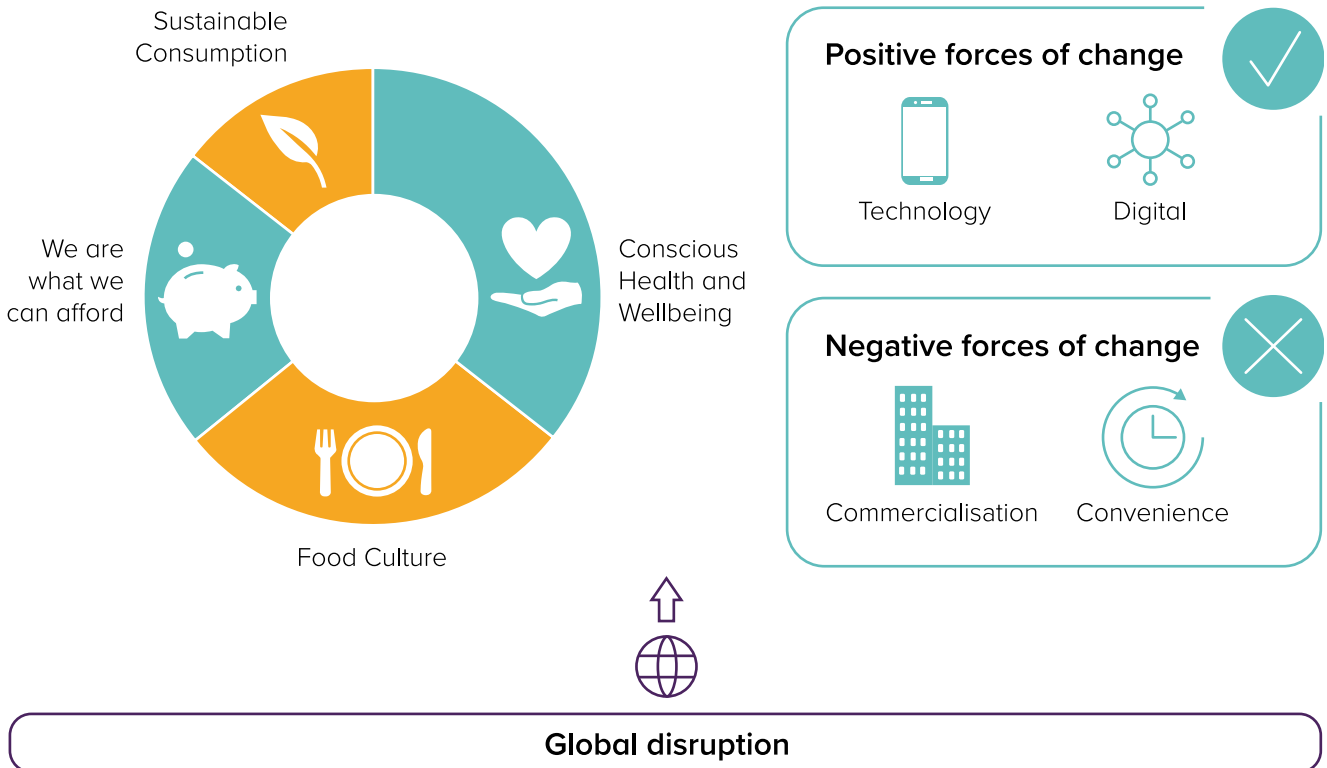 Sustainable
Consumption
We are
what we
can afford
Conscious
Health and
Wellbeing
Food Culture
Positive forces of change
Technology
Digital
Negative forces of change
Commercialisation
Convenience
Global disruption